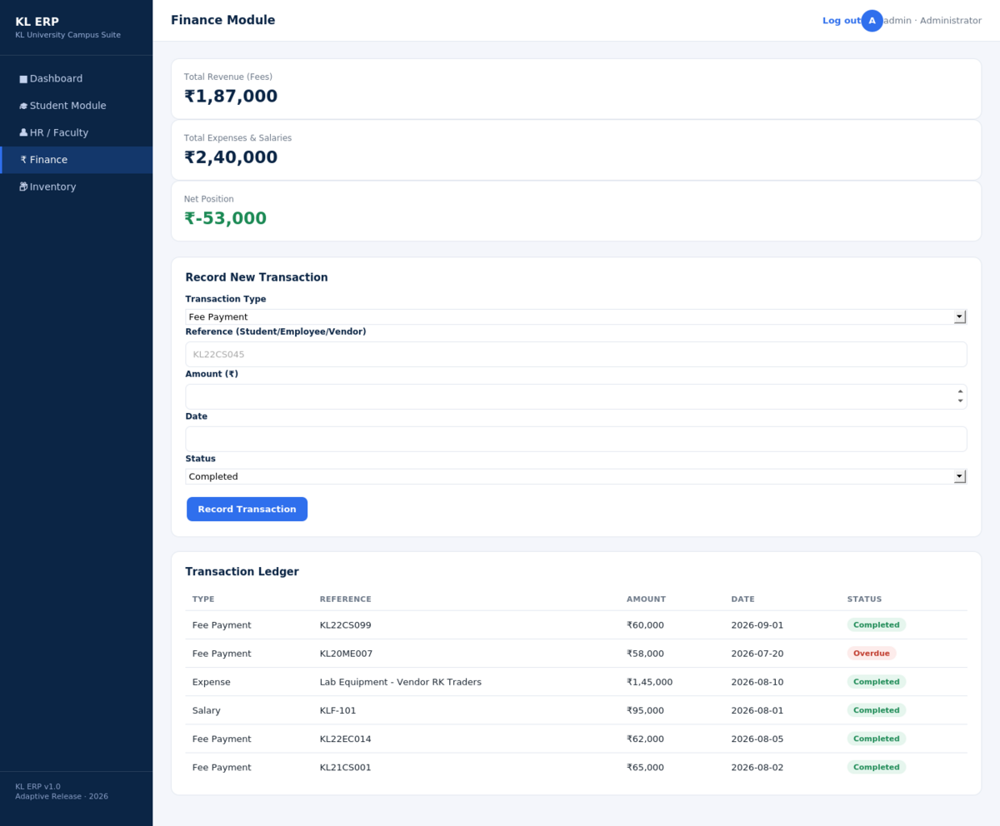 KL ERP
KL University Campus Suite
Dashboard
Student Module
HR / Faculty
₹ Finance
Inventory
KL ERP v1.0
Adaptive Release · 2026
Finance Module
Log out A admin · Administrator
Total Revenue (Fees)
₹1,87,000
Total Expenses & Salaries
₹2,40,000
Net Position
₹-53,000
Record New Transaction
Transaction Type
Fee Payment
Reference (Student/Employee/Vendor)
KL22CS045
Amount (₹)
Date
Status
Completed
Record Transaction
Transaction Ledger
TYPE REFERENCE AMOUNT DATE STATUS
Fee Payment KL22CS099 ₹60,000 2026-09-01 Completed
Fee Payment KL20ME007 ₹58,000 2026-07-20 Overdue
Expense Lab Equipment - Vendor RK Traders ₹1,45,000 2026-08-10 Completed
Salary KLF-101 ₹95,000 2026-08-01 Completed
Fee Payment KL22EC014 ₹62,000 2026-08-05 Completed
Fee Payment KL21CS001 ₹65,000 2026-08-02 Completed